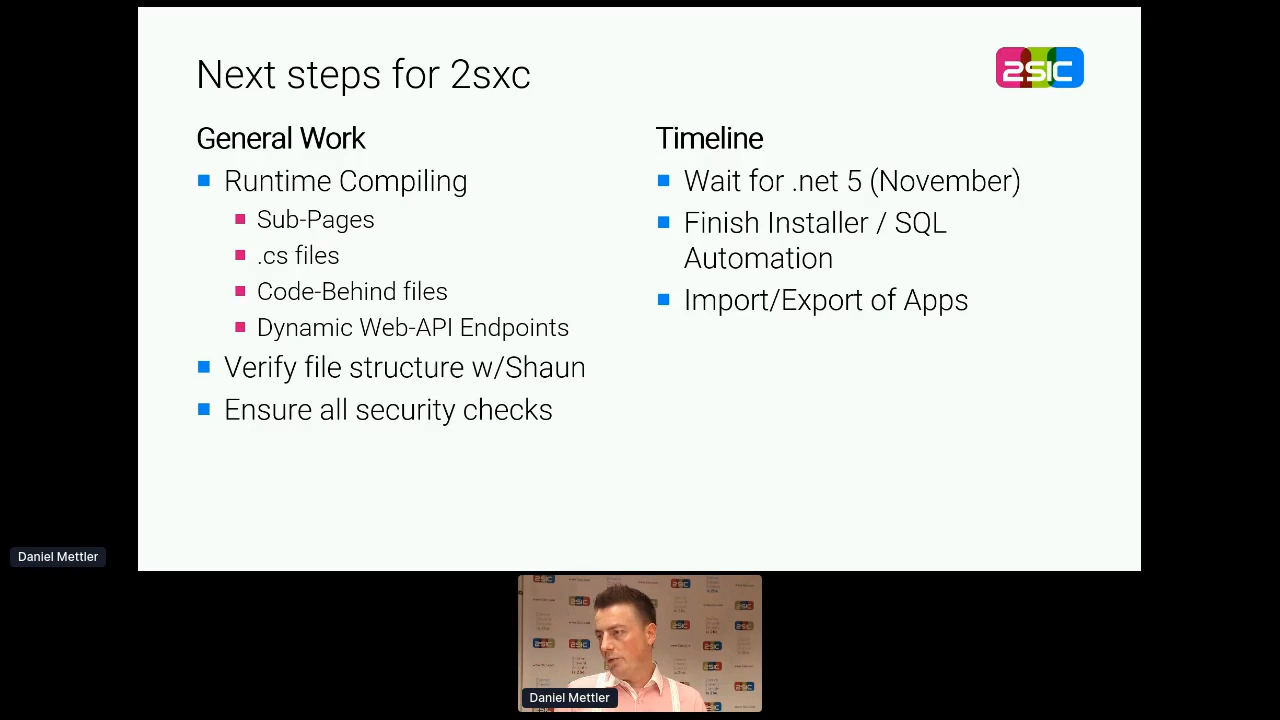 Next steps for 2sxc
2SIC
General Work
Runtime Compiling
Sub-Pages
.cs files
Code-Behind files
Dynamic Web-API Endpoints
Verify file structure w/Shaun
Ensure all security checks
Timeline
Wait for .net 5 (November)
Finish Installer / SQL
Automation
Import/Export of Apps
Daniel Mettler
Daniel Mettler